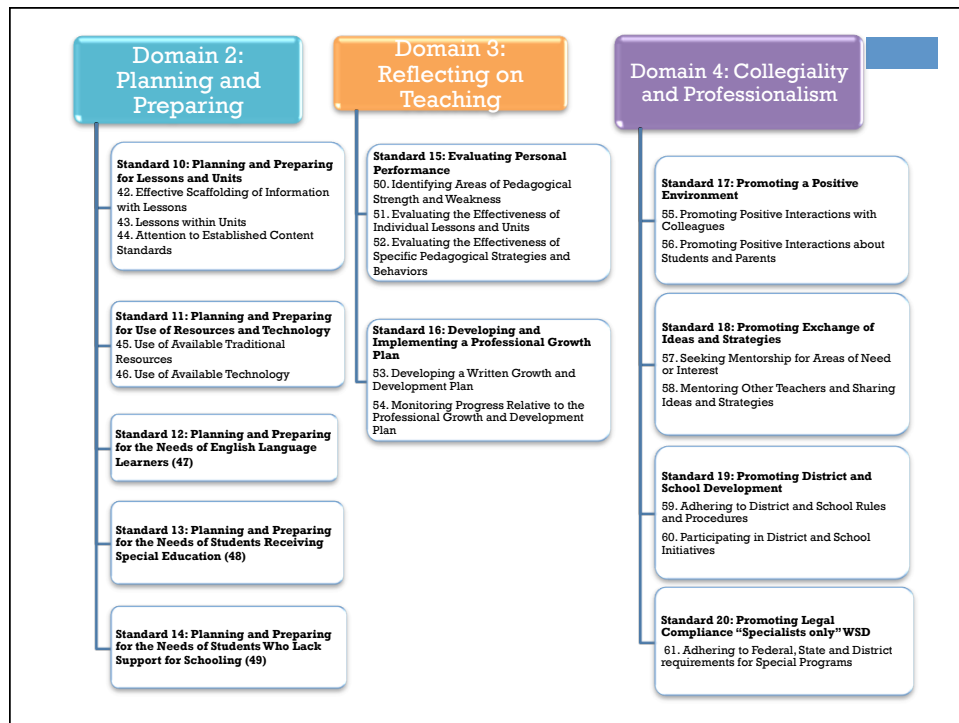 Domain 2:
Planning and
Preparing
Standard 10: Planning and Preparing
for Lessons and Units
42. Effective Scaffolding of Information
with Lessons
43. Lessons within Units
44. Attention to Established Content
Standards
Standard 11: Planning and Preparing
for Use of Resources and Technology
45. Use of Available Traditional
Resources
46. Use of Available Technology
Standard 12: Planning and Preparing
for the Needs of English Language
Learners (47)
Standard 13: Planning and Preparing
for the Needs of Students Receiving
Special Education (48)
Standard 14: Planning and Preparing
for the Needs of Students Who Lack
Support for Schooling (49)
Domain 3:
Reflecting on
Teaching
Standard 15: Evaluating Personal
Performance
50. Identifying Areas of Pedagogical
Strength and Weakness
51. Evaluating the Effectiveness of
Individual Lessons and Units
52. Evaluating the Effectiveness of
Specific Pedagogical Strategies and
Behaviors
Standard 16: Developing and
Implementing a Professional Growth
Plan
53. Developing a Written Growth and
Development Plan
54. Monitoring Progress Relative to the
Professional Growth and Development
Plan
Domain 4: Collegiality
and Professionalism
Standard 17: Promoting a Positive
Environment
55. Promoting Positive Interactions with
Colleagues
56. Promoting Positive Interactions about
Students and Parents
Standard 18: Promoting Exchange of
Ideas and Strategies
57. Seeking Mentorship for Areas of Need
or Interest
58. Mentoring Other Teachers and Sharing
Ideas and Strategies
Standard 19: Promoting District and
School Development
59. Adhering to District and School Rules
and Procedures
60. Participating in District and School
Initiatives
Standard 20: Promoting Legal
Compliance “Specialists only” WSD
61. Adhering to Federal, State and District
requirements for Special Programs